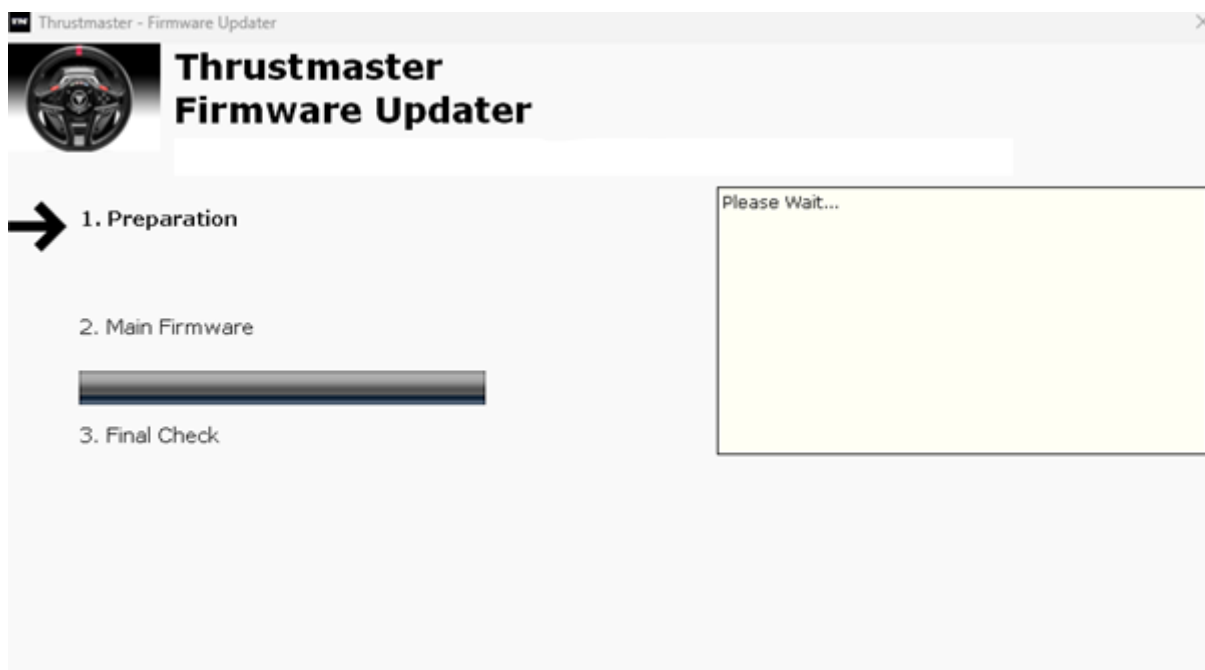 Thrustmaster - Firmware Updater
Thrustmaster
Firmware Updater
1. Preparation
Please Wait...
2. Main Firmware
3. Final Check